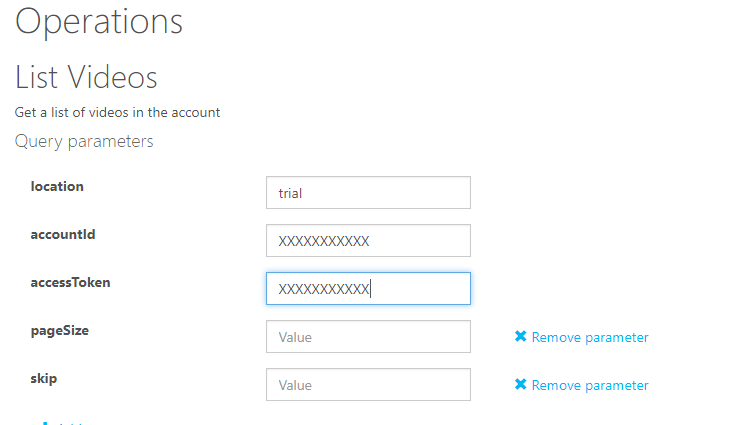 Operations
List Videos
Get a list of videos in the account
Query parameters
location trial
accountId XXXXXXXXXXX
accessToken XXXXXXXXXXX
pageSize Value ✖ Remove parameter
skip Value ✖ Remove parameter